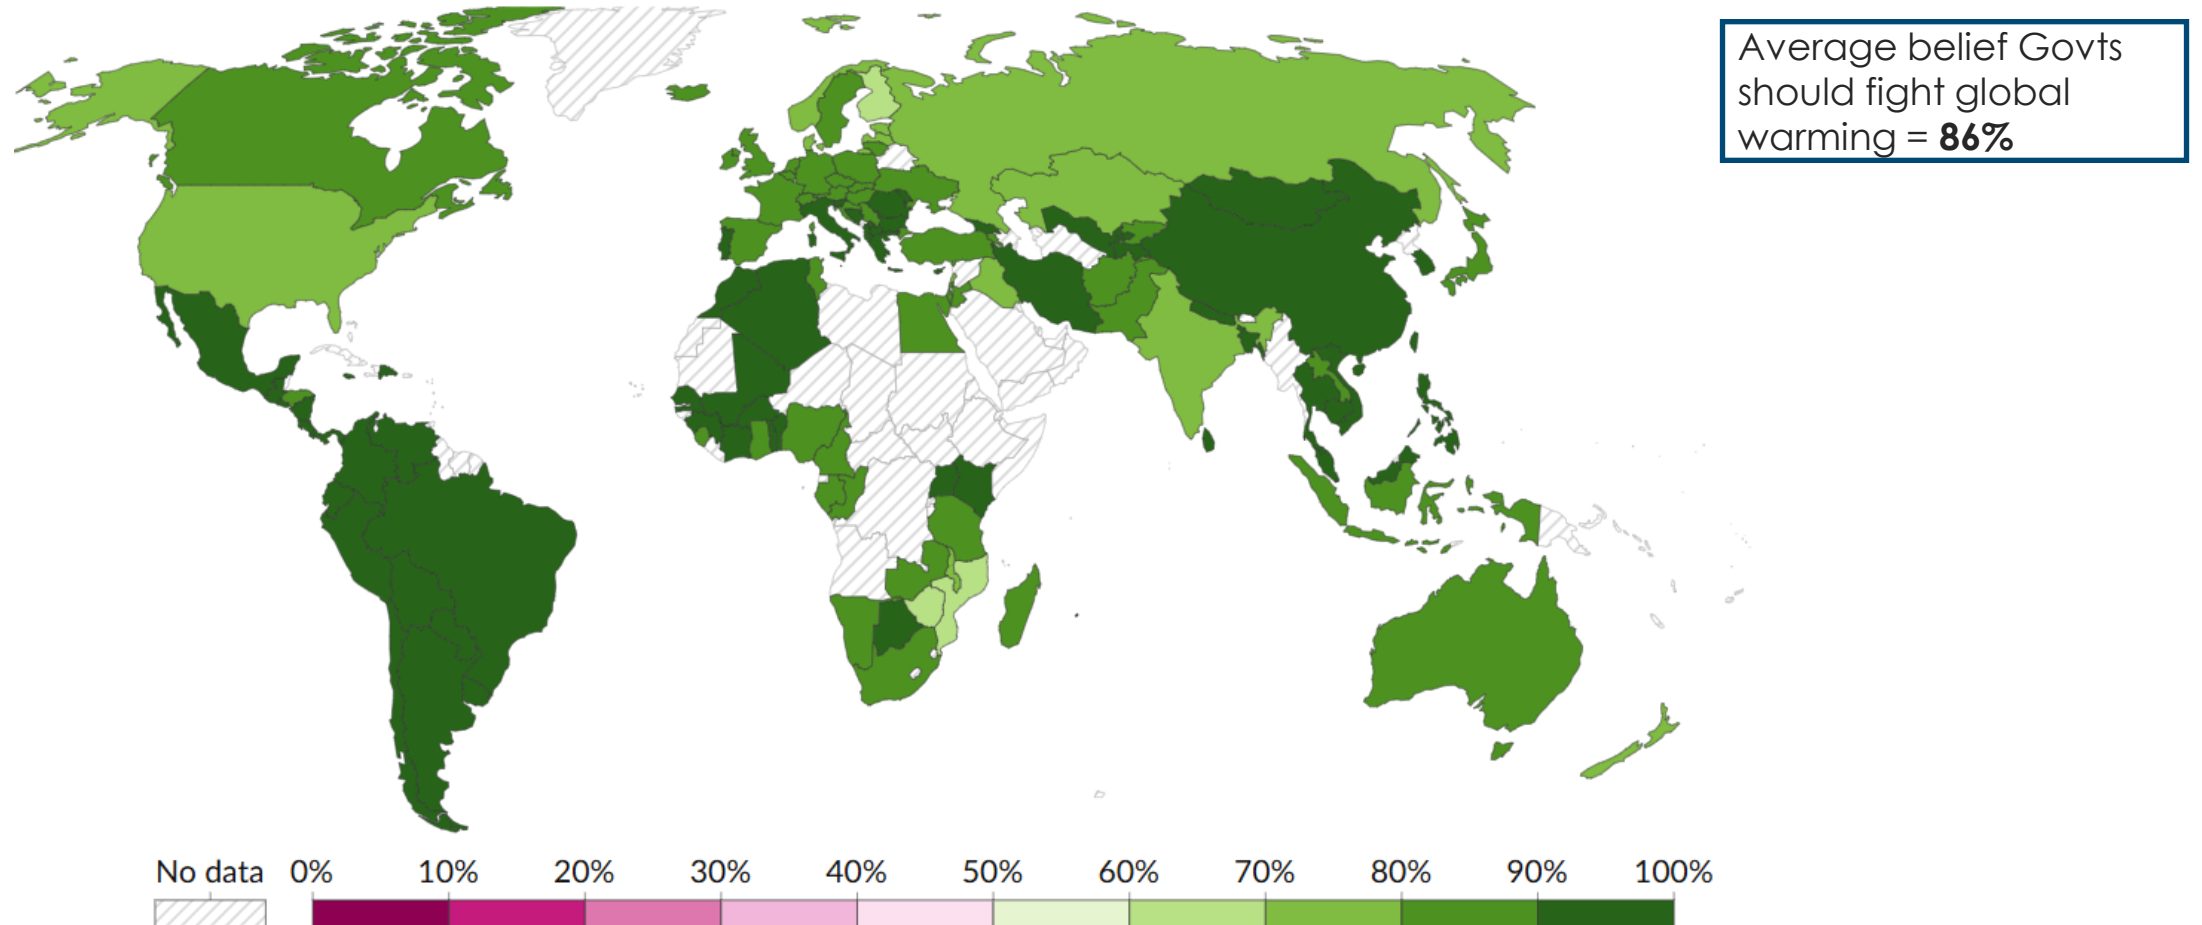 Average belief Govts
should fight global
warming = 86%
No data 0% 10% 20% 30% 40% 50% 60% 70% 80% 90% 100%